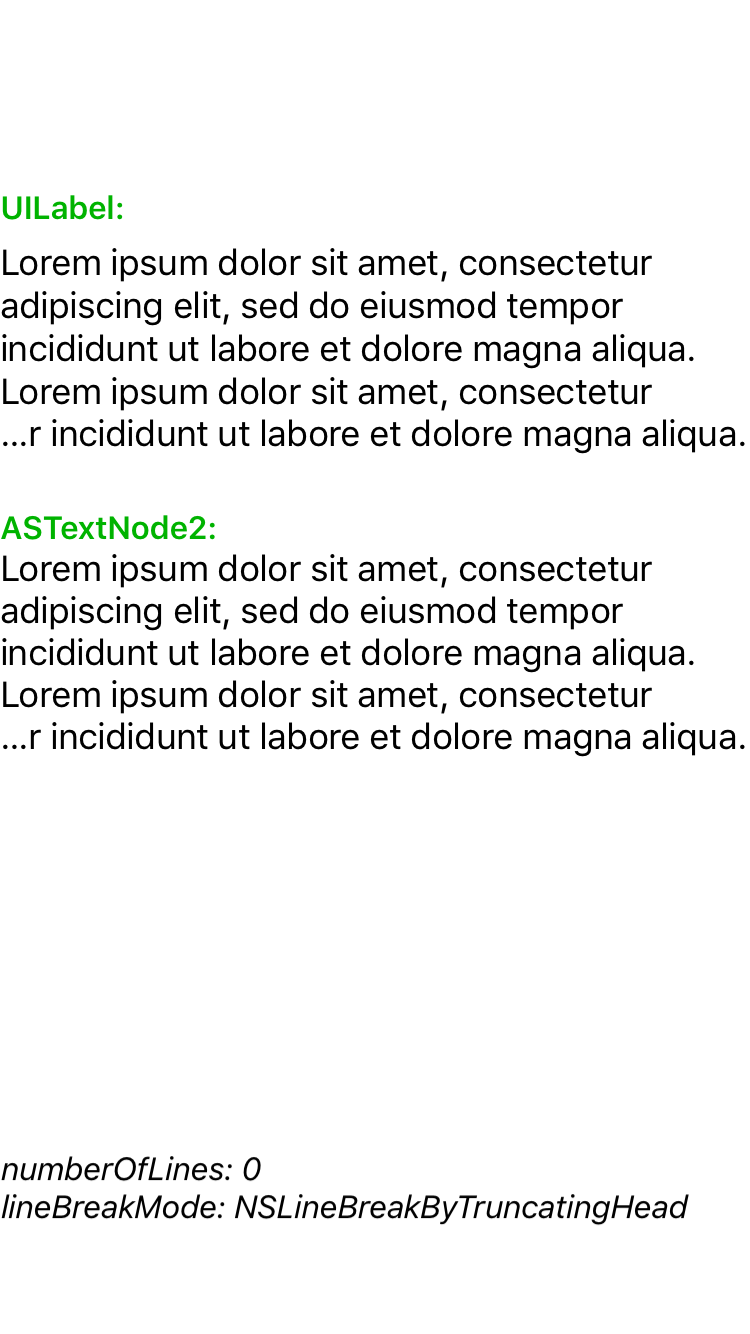 UILabel:
Lorem ipsum dolor sit amet, consectetur
adipiscing elit, sed do eiusmod tempor
incididunt ut labore et dolore magna aliqua.
Lorem ipsum dolor sit amet, consectetur
…r incididunt ut labore et dolore magna aliqua.
ASTextNode2:
Lorem ipsum dolor sit amet, consectetur
adipiscing elit, sed do eiusmod tempor
incididunt ut labore et dolore magna aliqua.
Lorem ipsum dolor sit amet, consectetur
…r incididunt ut labore et dolore magna aliqua.
numberOfLines: 0
lineBreakMode: NSLineBreakByTruncatingHead